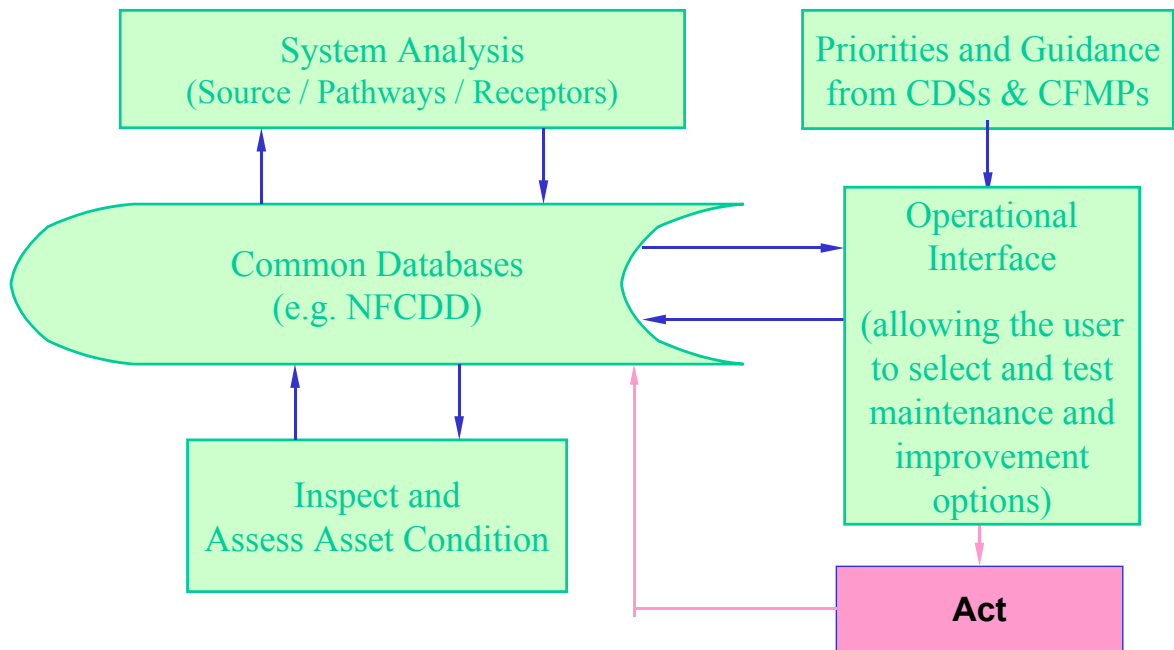 System Analysis
(Source / Pathways / Receptors)
Priorities and Guidance
from CDSs & CFMPs
Common Databases
(e.g. NFCDD)
Operational
Interface
(allowing the user
to select and test
maintenance and
improvement
options)
Inspect and
Assess Asset Condition
Act